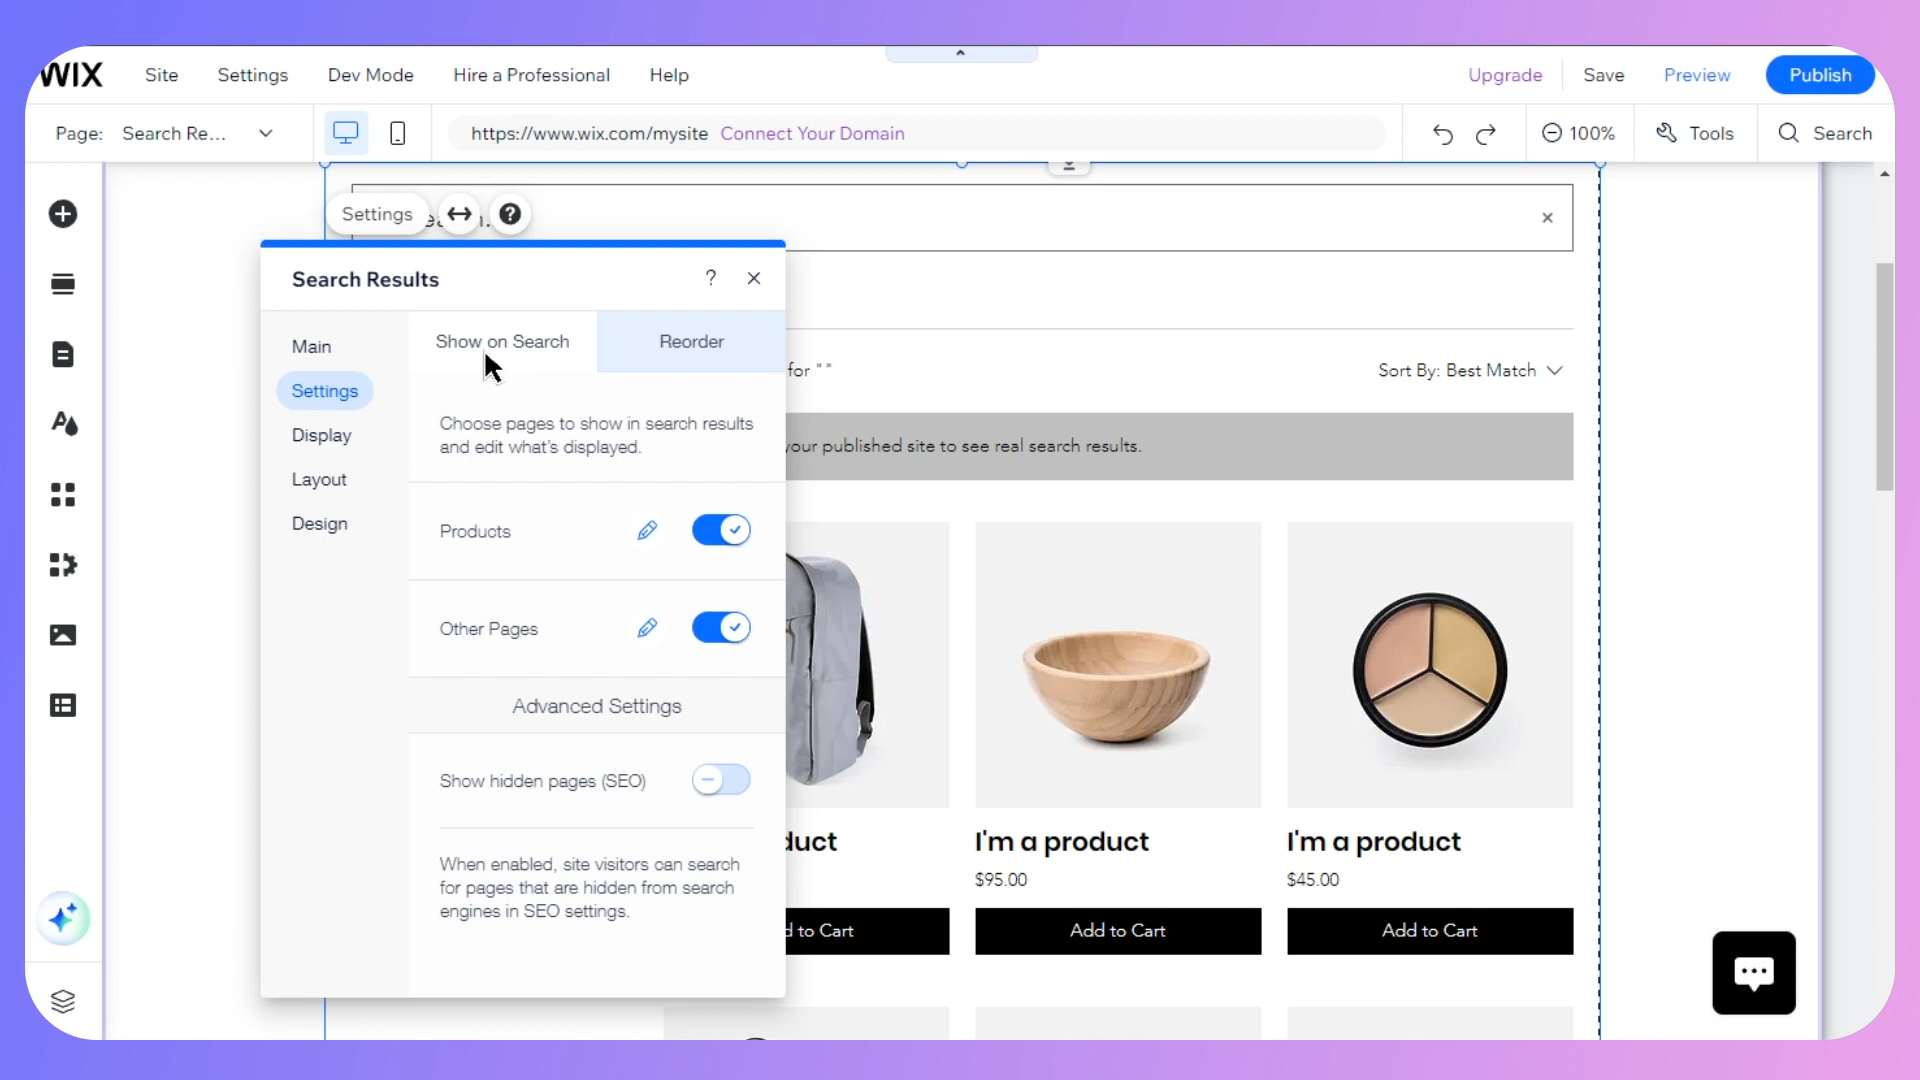 WIX
Site
Settings
Dev Mode
Hire a Professional
Help
Upgrade
Save
Preview
Publish
Page: Search Re...
https://www.wix.com/mysite Connect Your Domain
100%
Tools
Search
Settings
Search Results
?
Main
Settings
Display
Layout
Design
Show on Search
Reorder
Choose pages to show in search results
and edit what's displayed.
Products
Other Pages
Advanced Settings
Show hidden pages (SEO)
When enabled, site visitors can search
for pages that are hidden from search
engines in SEO settings.
for " "
Sort By: Best Match
your published site to see real search results.
I'm a product
$95.00
I'm a product
$45.00
to Cart
Add to Cart
Add to Cart